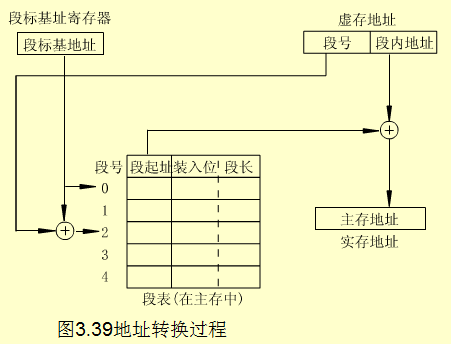 段标基址寄存器
段标基地址
虚存地址
段号 段内地址
段号 段起址 装入位 段长
0
1
2
3
4
段表(在主存中)
主存地址
实存地址
图3.39地址转换过程